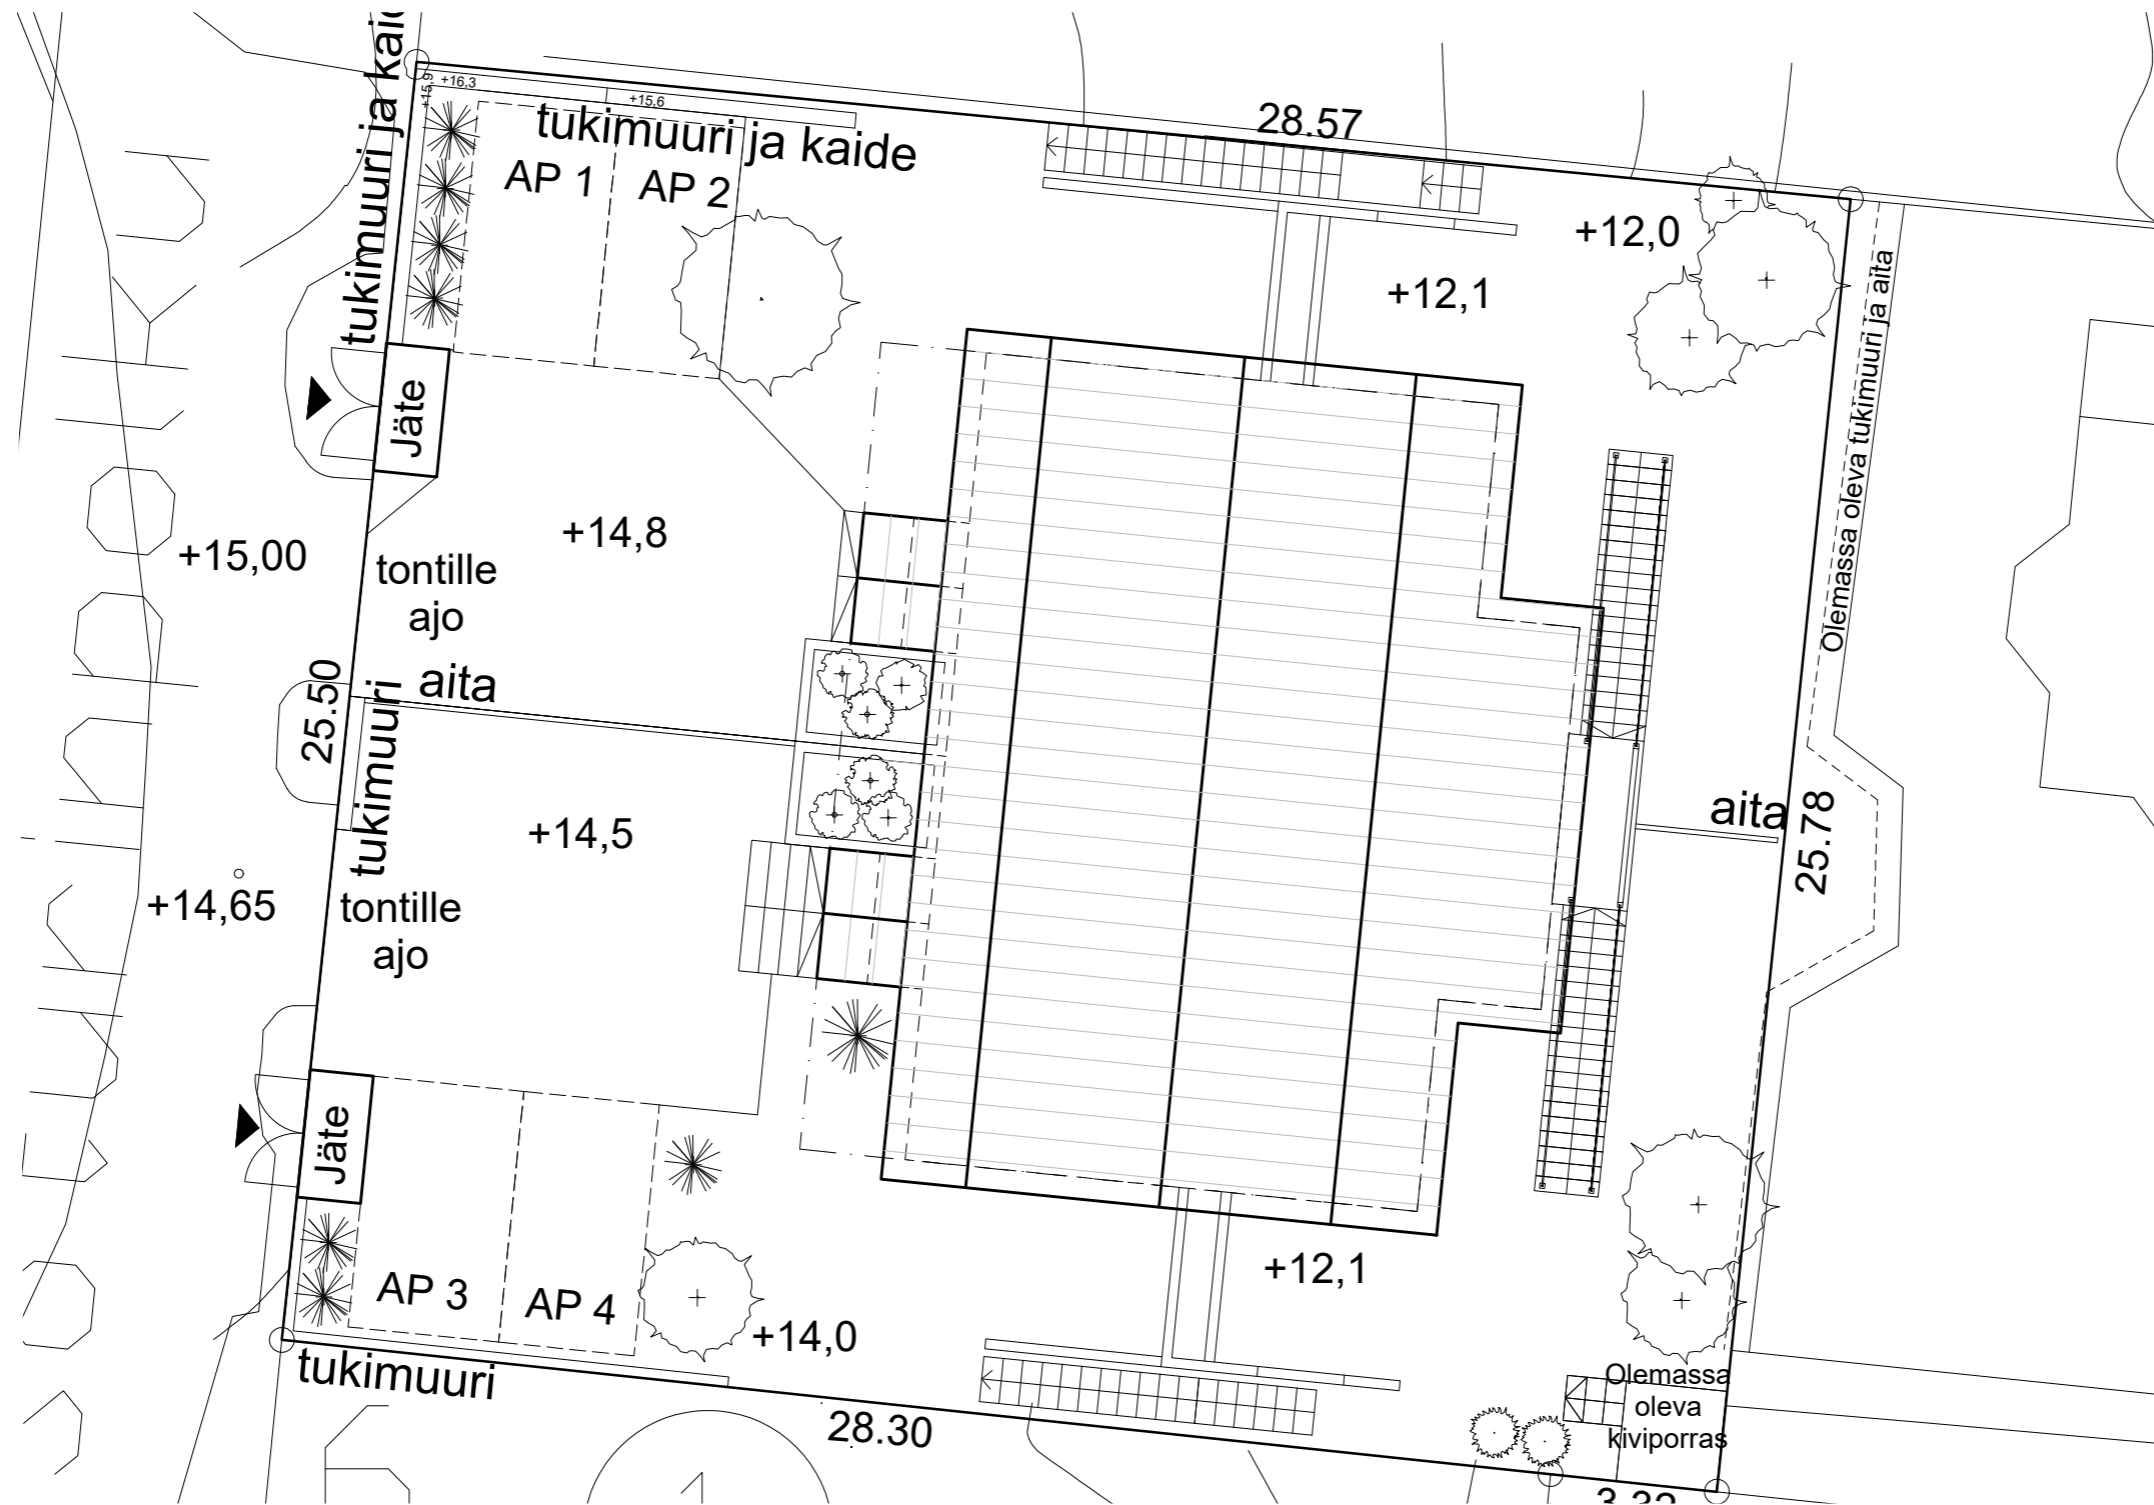 tukimuuri ja kaid
+15,9
+16,3
+15.6
tukimuuri ja kaide
28.57
AP 1
AP 2
+12,0
+12,1
Olemassa oleva tukimuuri ja aita
Jäte
+14,8
+15,00
tontille
ajo
aita
25.50
tukimuuri
+14,5
aita
25.78
+14,65
tontille
ajo
Jäte
AP 3
AP 4
+12,1
+14,0
tukimuuri
28.30
Olemassa
oleva
kiviporras
3.32